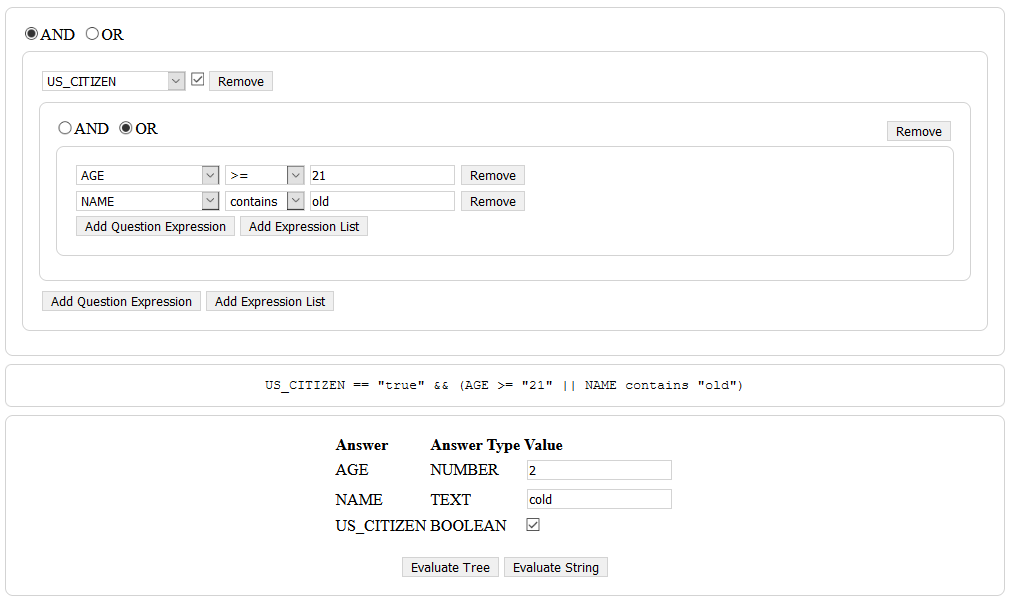 AND OR
US_CITIZEN Remove
AND OR Remove
AGE >= 21 Remove
NAME contains old Remove
Add Question Expression Add Expression List
Add Question Expression Add Expression List
US_CITIZEN == "true" && (AGE >= "21" || NAME contains "old")
Answer Answer Type Value
AGE NUMBER 2
NAME TEXT cold
US_CITIZEN BOOLEAN
Evaluate Tree Evaluate String